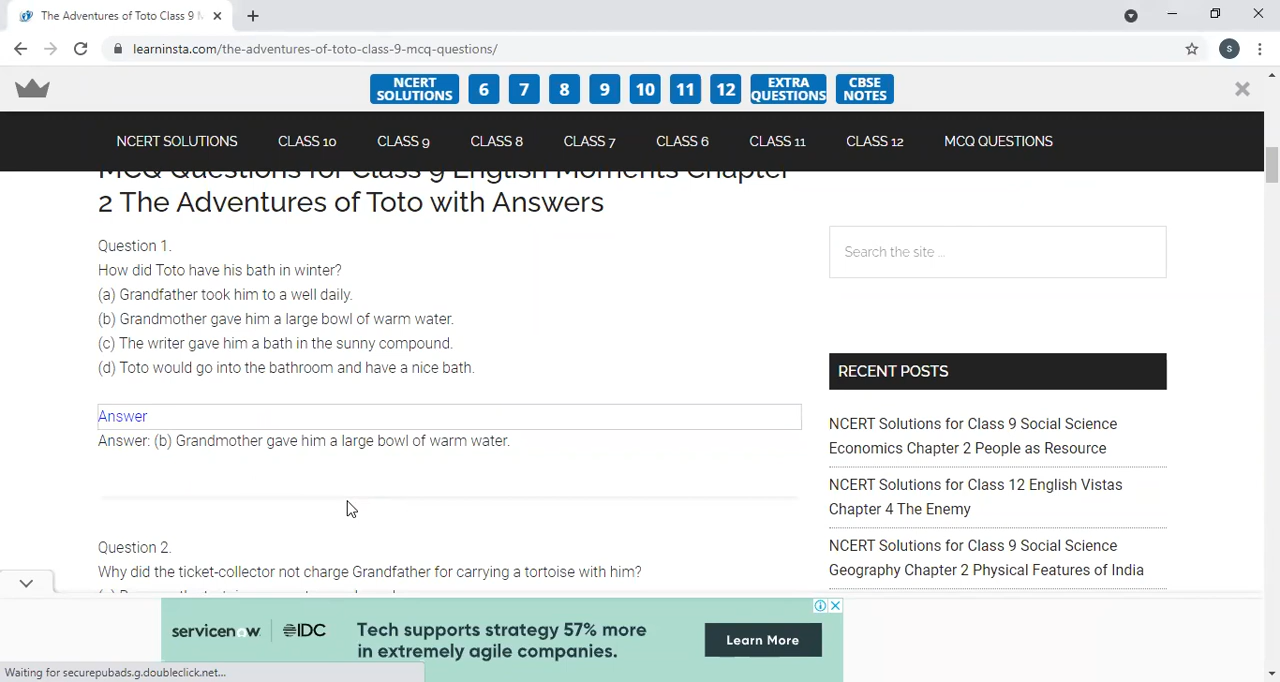 The Adventures of Toto Class 9 M
learninsta.com/the-adventures-of-toto-class-9-mcq-questions/
S
NCERT SOLUTIONS
6
7
8
9
10
11
12
EXTRA QUESTIONS
CBSE NOTES
NCERT SOLUTIONS
CLASS 10
CLASS 9
CLASS 8
CLASS 7
CLASS 6
CLASS 11
CLASS 12
MCQ QUESTIONS
MCQ Questions for Class 9 English Moments Chapter
2 The Adventures of Toto with Answers
Question 1.
How did Toto have his bath in winter?
(a) Grandfather took him to a well daily.
(b) Grandmother gave him a large bowl of warm water.
(c) The writer gave him a bath in the sunny compound.
(d) Toto would go into the bathroom and have a nice bath.
Answer
Answer: (b) Grandmother gave him a large bowl of warm water.
Question 2.
Why did the ticket-collector not charge Grandfather for carrying a tortoise with him?
Search the site ...
RECENT POSTS
NCERT Solutions for Class 9 Social Science
Economics Chapter 2 People as Resource
NCERT Solutions for Class 12 English Vistas
Chapter 4 The Enemy
NCERT Solutions for Class 9 Social Science
Geography Chapter 2 Physical Features of India
servicenow
IDC
Tech supports strategy 57% more
in extremely agile companies.
Learn More
Waiting for securepubads.g.doubleclick.net...